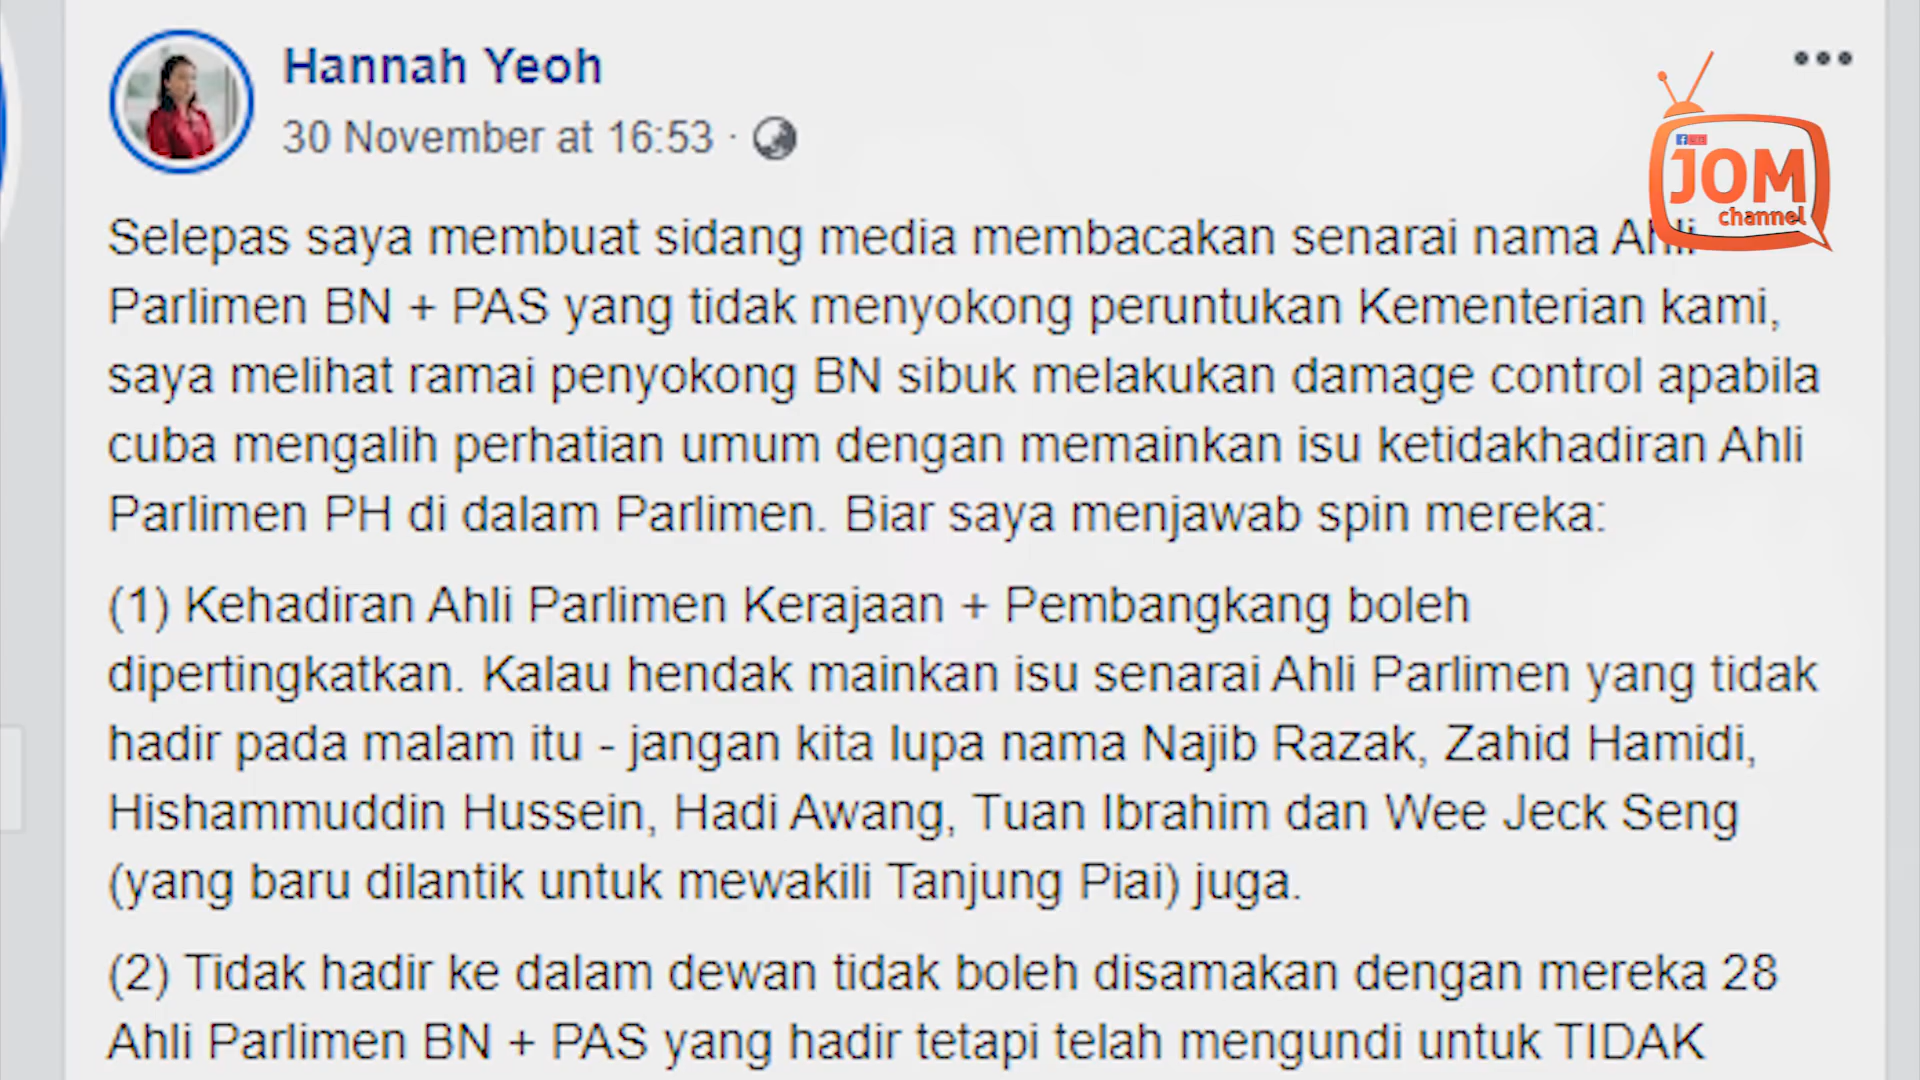 Hannah Yeoh
30 November at 16:53 ·
JOM
channel
Selepas saya membuat sidang media membacakan senarai nama Ahli
Parlimen BN + PAS yang tidak menyokong peruntukan Kementerian kami,
saya melihat ramai penyokong BN sibuk melakukan damage control apabila
cuba mengalih perhatian umum dengan memainkan isu ketidakhadiran Ahli
Parlimen PH di dalam Parlimen. Biar saya menjawab spin mereka:
(1) Kehadiran Ahli Parlimen Kerajaan + Pembangkang boleh
dipertingkatkan. Kalau hendak mainkan isu senarai Ahli Parlimen yang tidak
hadir pada malam itu - jangan kita lupa nama Najib Razak, Zahid Hamidi,
Hishammuddin Hussein, Hadi Awang, Tuan Ibrahim dan Wee Jeck Seng
(yang baru dilantik untuk mewakili Tanjung Piai) juga.
(2) Tidak hadir ke dalam dewan tidak boleh disamakan dengan mereka 28
Ahli Parlimen BN + PAS yang hadir tetapi telah mengundi untuk TIDAK